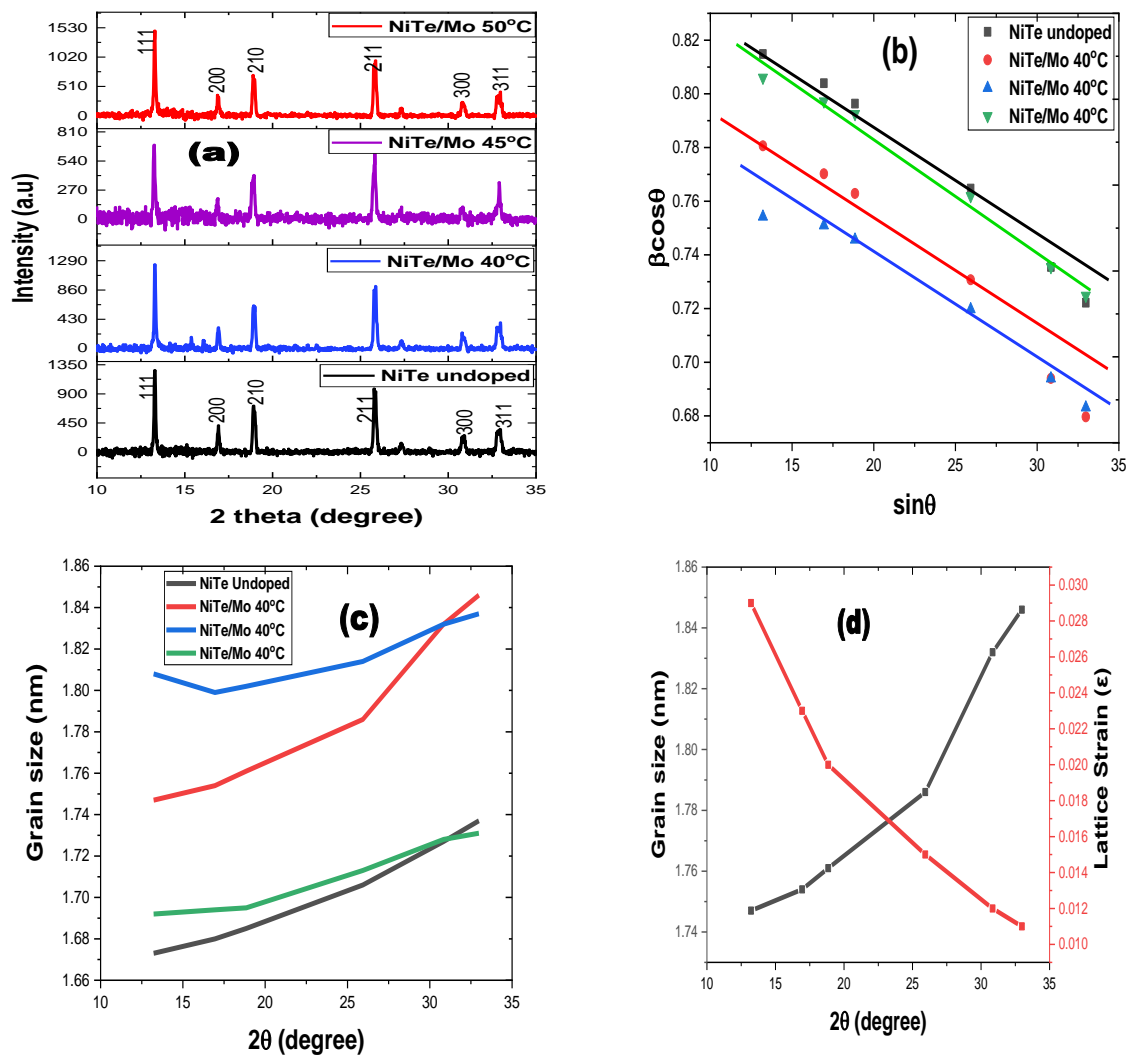 NiTe/Mo 50°C
1530
1020
510
0
111
200
210
211
300
311
(a)
NiTe/Mo 45°C
810
540
270
0
NiTe/Mo 40°C
1290
860
430
0
NiTe undoped
1350
900
450
0
111
200
210
211
300
311
10 15 20 25 30 35
2 theta (degree)
Intensity (a.u)
(b)
NiTe undoped
NiTe/Mo 40°C
NiTe/Mo 40°C
NiTe/Mo 40°C
0.82
0.80
0.78
0.76
0.74
0.72
0.70
0.68
10 15 20 25 30 35
sinθ
βcosθ
NiTe Undoped
NiTe/Mo 40°C
NiTe/Mo 40°C
NiTe/Mo 40°C
(c)
1.86
1.84
1.82
1.80
1.78
1.76
1.74
1.72
1.70
1.68
1.66
10 15 20 25 30 35
2θ (degree)
Grain size (nm)
(d)
1.86
1.84
1.82
1.80
1.78
1.76
1.74
10 15 20 25 30 35
2θ (degree)
Grain size (nm)
0.030
0.028
0.026
0.024
0.022
0.020
0.018
0.016
0.014
0.012
0.010
Lattice Strain (ε)